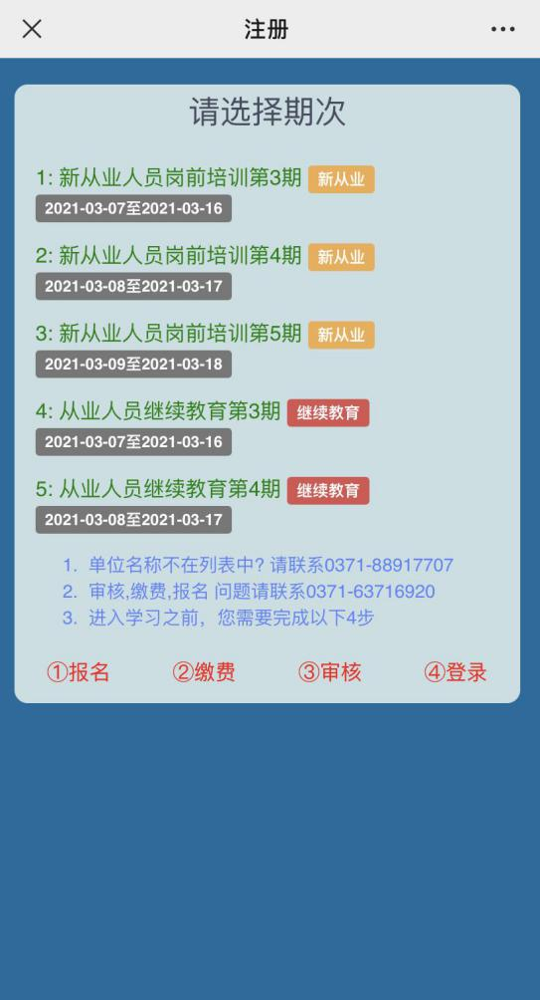 注册
请选择期次
1: 新从业人员岗前培训第3期 新从业
2021-03-07至2021-03-16
2: 新从业人员岗前培训第4期 新从业
2021-03-08至2021-03-17
3: 新从业人员岗前培训第5期 新从业
2021-03-09至2021-03-18
4: 从业人员继续教育第3期 继续教育
2021-03-07至2021-03-16
5: 从业人员继续教育第4期 继续教育
2021-03-08至2021-03-17
1. 单位名称不在列表中? 请联系0371-88917707
2. 审核,缴费,报名 问题请联系0371-63716920
3. 进入学习之前，您需要完成以下4步
①报名 ②缴费 ③审核 ④登录